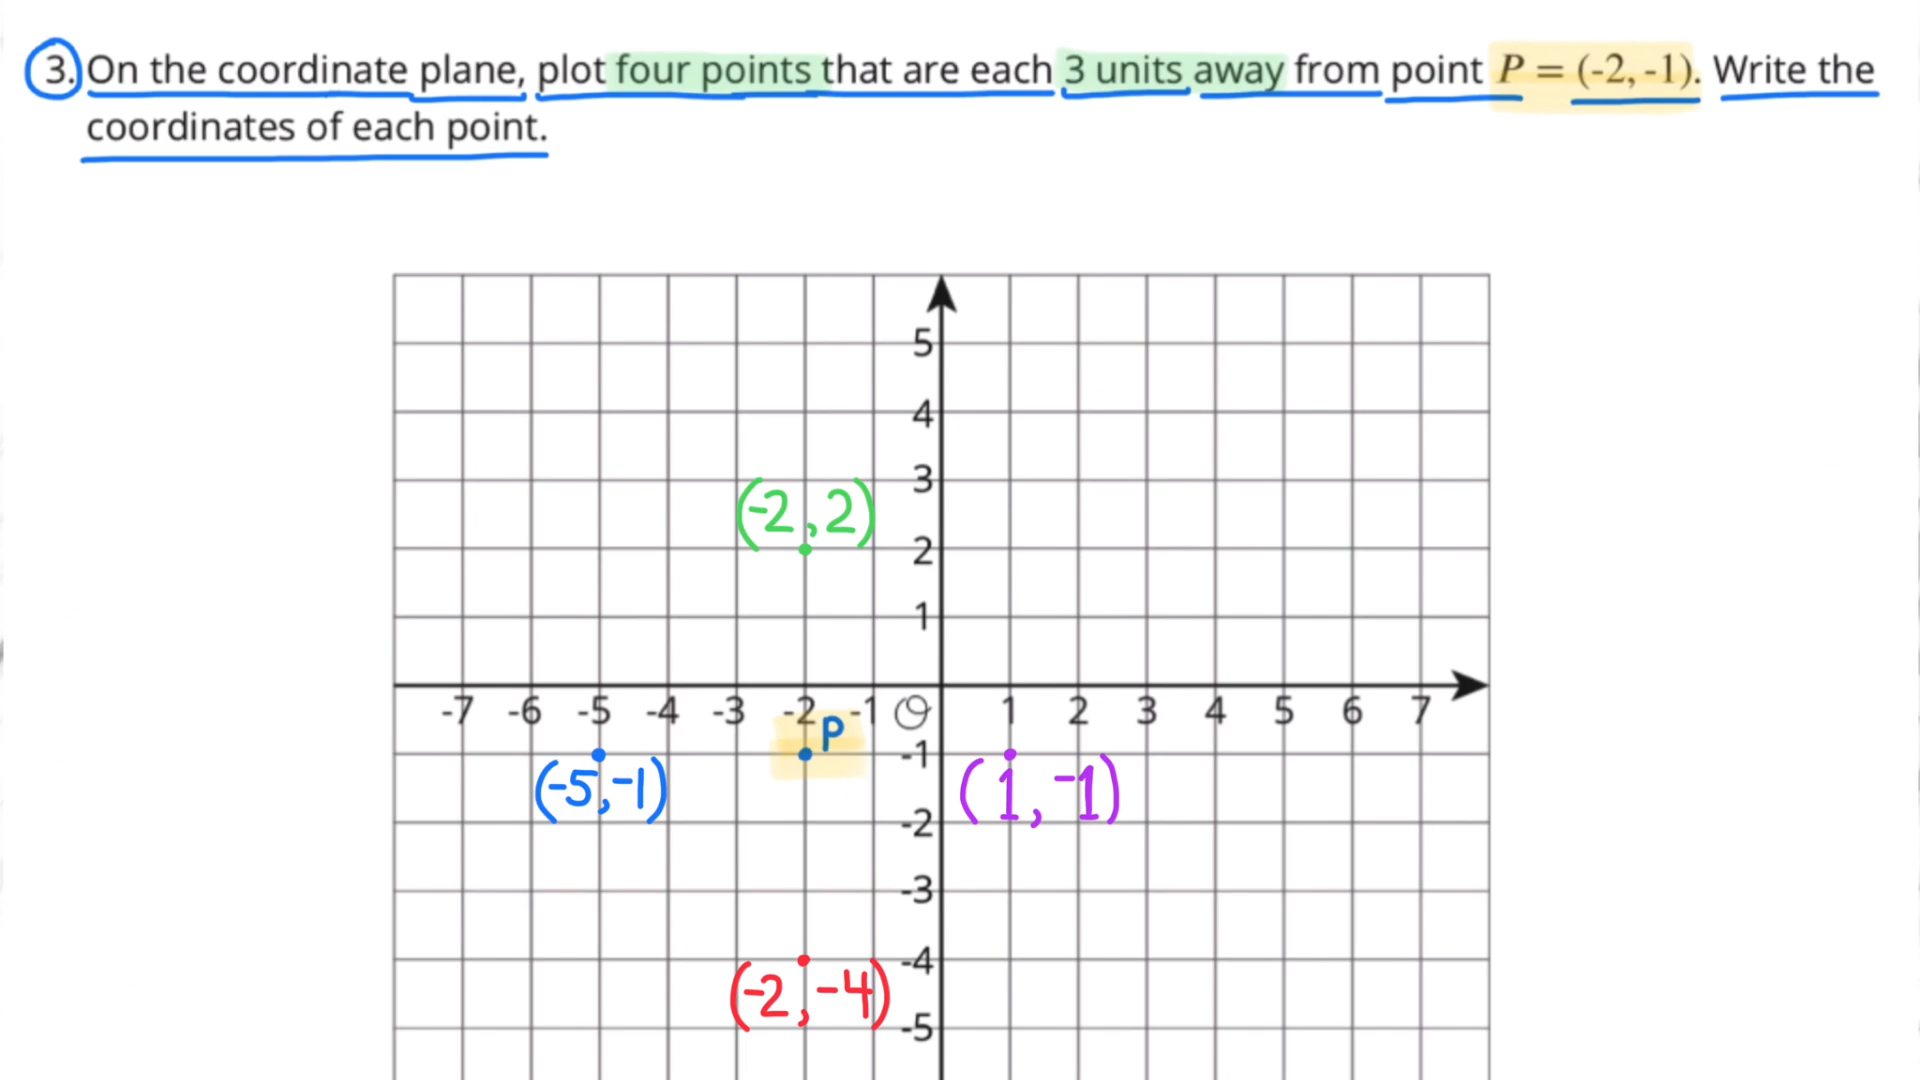 3. On the coordinate plane, plot four points that are each 3 units away from point P = (-2, -1). Write the
coordinates of each point.
5
4
3
(-2, 2)
2
1
-7 -6 -5 -4 -3 -2 -1 O 1 2 3 4 5 6 7
P
-1
(-5, -1) (1, -1)
-2
-3
-4
(-2, -4)
-5